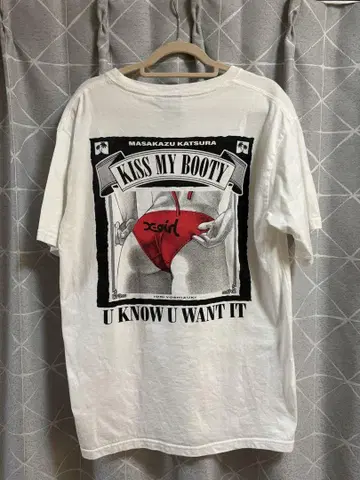 MASAKAZU KATSURA
KISS MY BOOTY
X-girl
U KNOW U WANT IT